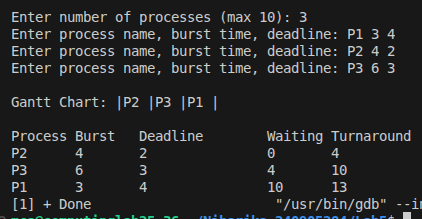 Enter number of processes (max 10): 3
Enter process name, burst time, deadline: P1 3 4
Enter process name, burst time, deadline: P2 4 2
Enter process name, burst time, deadline: P3 6 3
Gantt Chart: |P2 |P3 |P1 |
Process Burst Deadline Waiting Turnaround
P2 4 2 0 4
P3 6 3 4 10
P1 3 4 10 13
[1] + Done "/usr/bin/gdb" --in